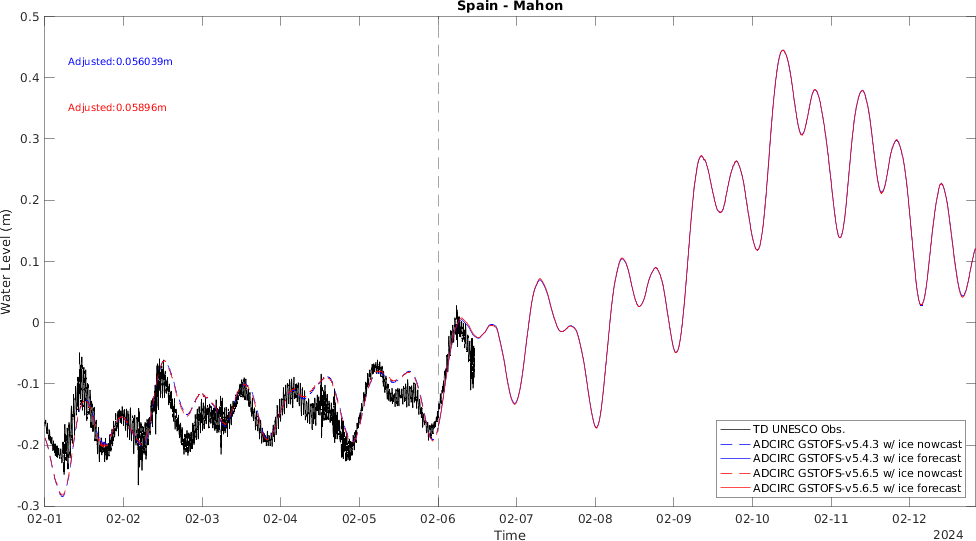 Spain - Mahon
Adjusted:0.056039m
Adjusted:0.05896m
Water Level (m)
0.5
0.4
0.3
0.2
0.1
0
-0.1
-0.2
-0.3
TD UNESCO Obs.
ADCIRC GSTOFS-v5.4.3 w/ ice nowcast
ADCIRC GSTOFS-v5.4.3 w/ ice forecast
ADCIRC GSTOFS-v5.6.5 w/ ice nowcast
ADCIRC GSTOFS-v5.6.5 w/ ice forecast
02-01 02-02 02-03 02-04 02-05 02-06 02-07 02-08 02-09 02-10 02-11 02-12
Time
2024